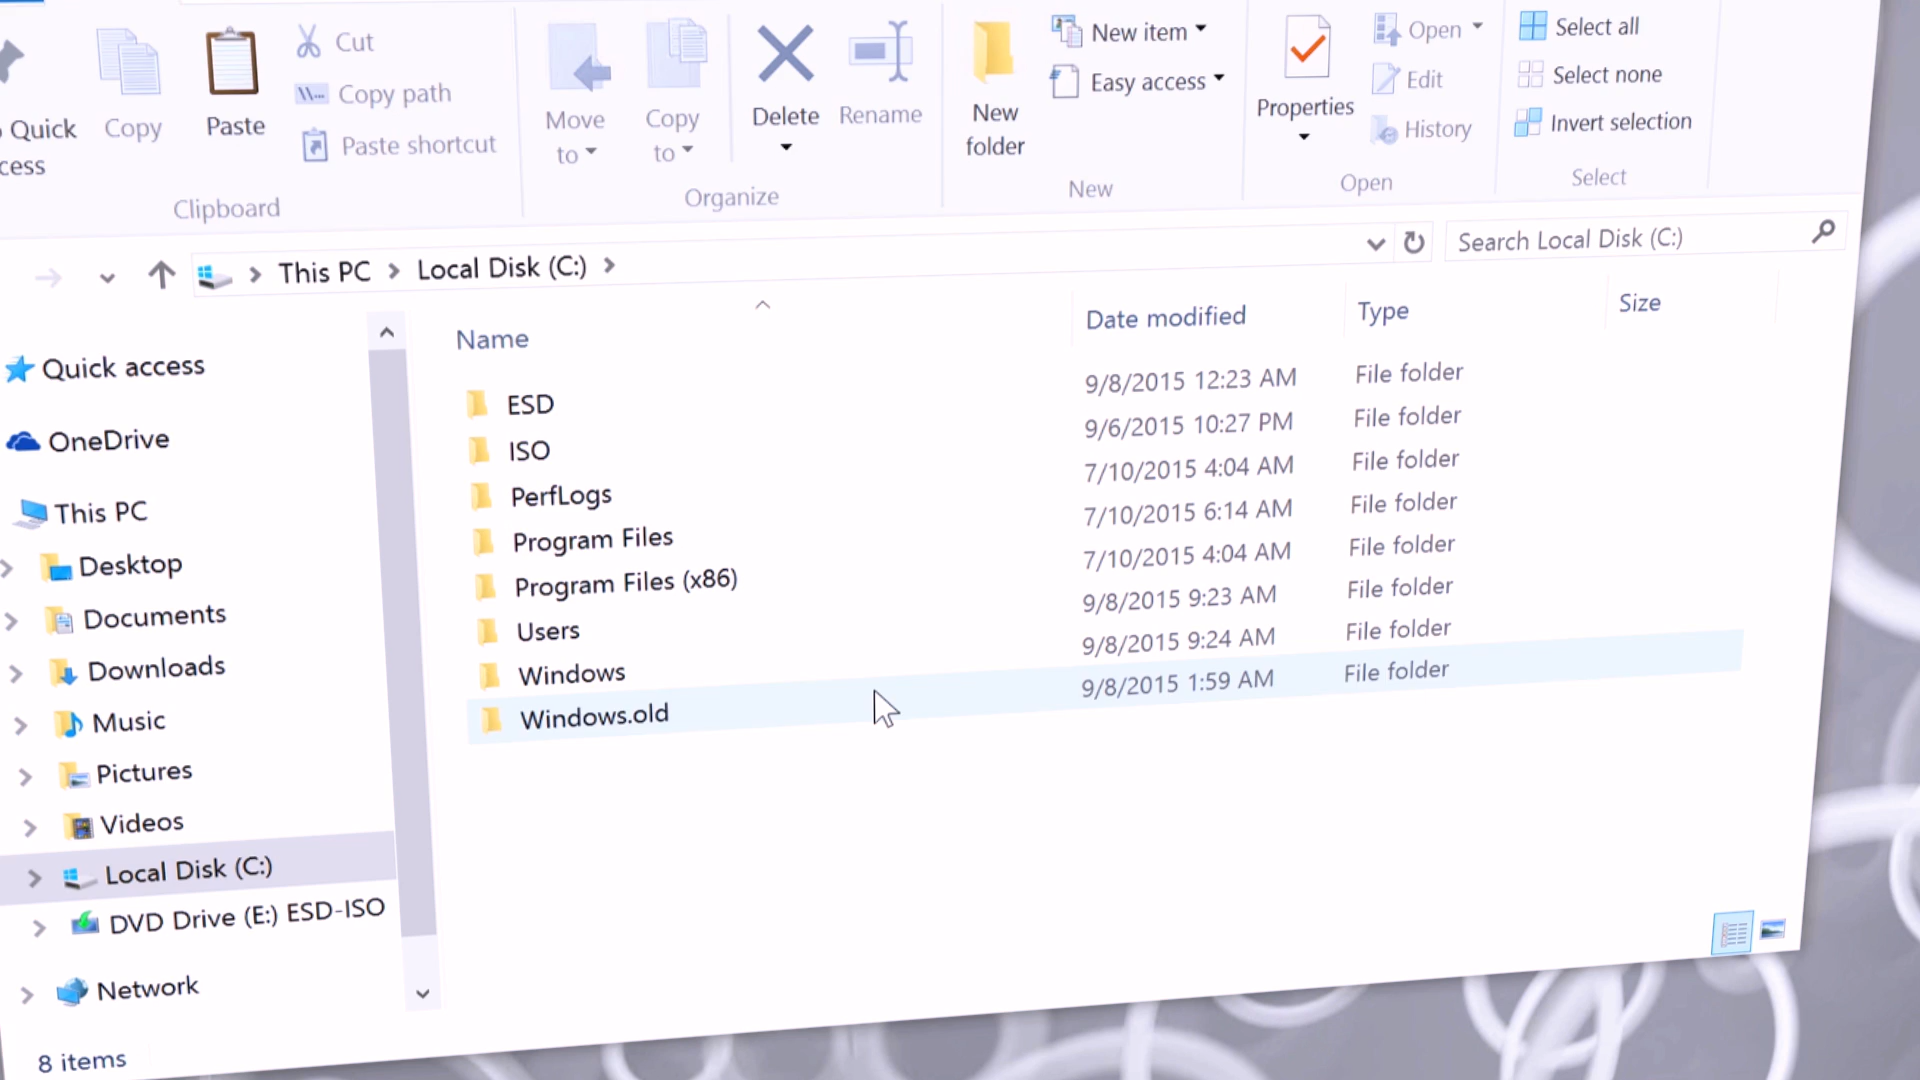 Quick
cess
Copy
Paste
Cut
Copy path
Paste shortcut
Clipboard
Move
to
Copy
to
Delete
Rename
Organize
New
folder
New item
Easy access
New
Properties
Open
Edit
History
Open
Select all
Select none
Invert selection
Select
This PC
Local Disk (C:)
Search Local Disk (C:)
Quick access
OneDrive
This PC
Desktop
Documents
Downloads
Music
Pictures
Videos
Local Disk (C:)
DVD Drive (E:) ESD-ISO
Network
Name Date modified Type Size
ESD 9/8/2015 12:23 AM File folder
ISO 9/6/2015 10:27 PM File folder
PerfLogs 7/10/2015 4:04 AM File folder
Program Files 7/10/2015 6:14 AM File folder
Program Files (x86) 7/10/2015 4:04 AM File folder
Users 9/8/2015 9:23 AM File folder
Windows 9/8/2015 9:24 AM File folder
Windows.old 9/8/2015 1:59 AM File folder
8 items